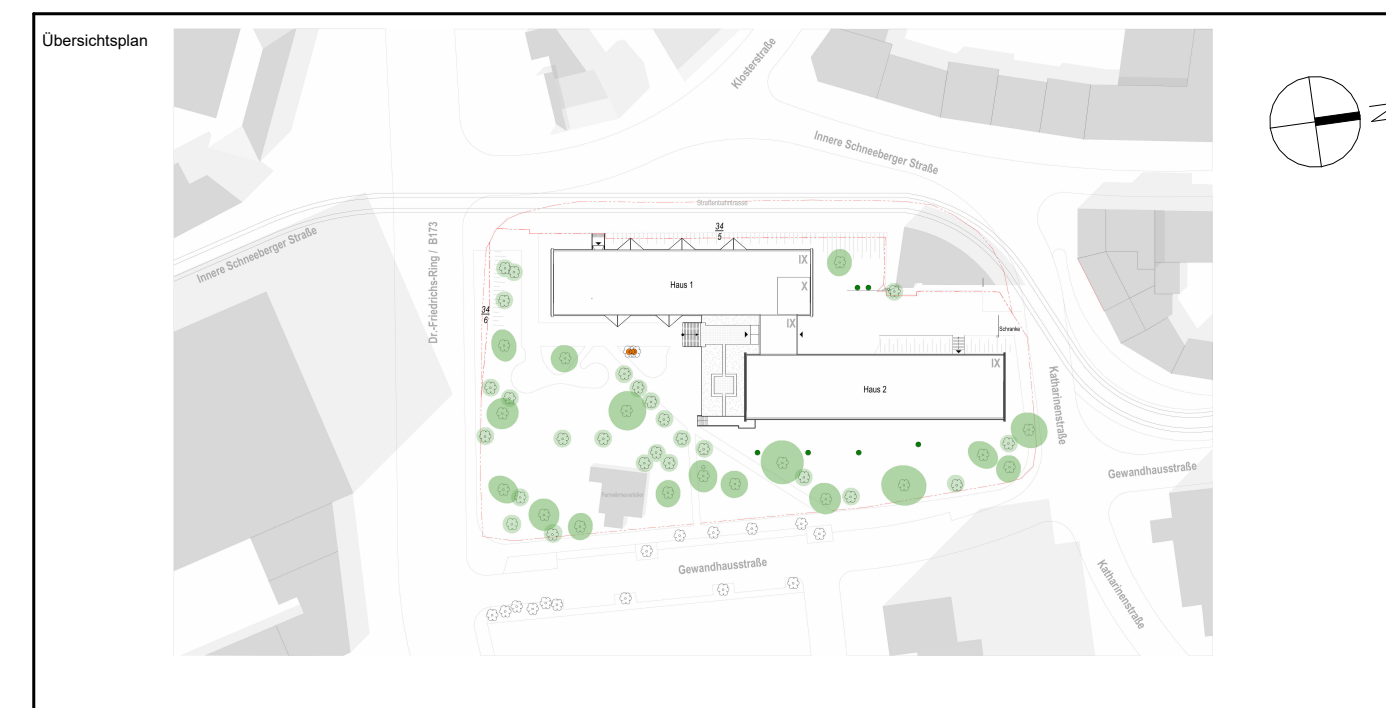 Übersichtsplan
Klosterstraße
Innere Schneeberger Straße
Straßenbahntrasse
34
5
Innere Schneeberger Straße
Dr.-Friedrichs-Ring / B173
34
6
Haus 1
IX
X
IX
I
Schranke
Haus 2
IX
Katharinenstraße
Gewandhausstraße
Gewandhausstraße
Katharinenstraße
N